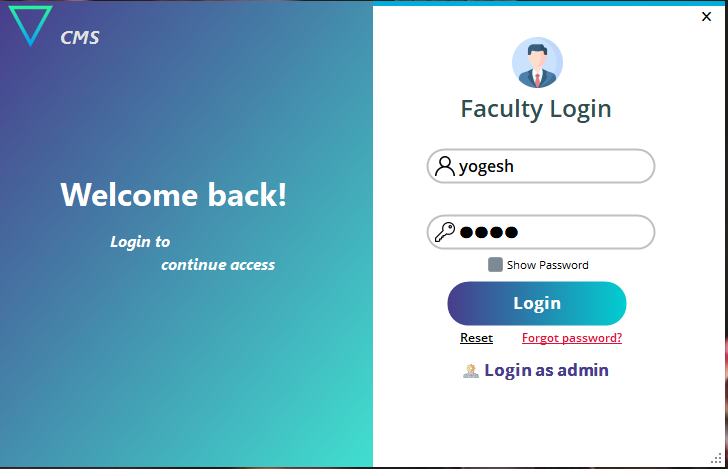 CMS
Welcome back!
Login to
continue access
x
Faculty Login
yogesh
●●●●
Show Password
Login
Reset
Forgot password?
Login as admin